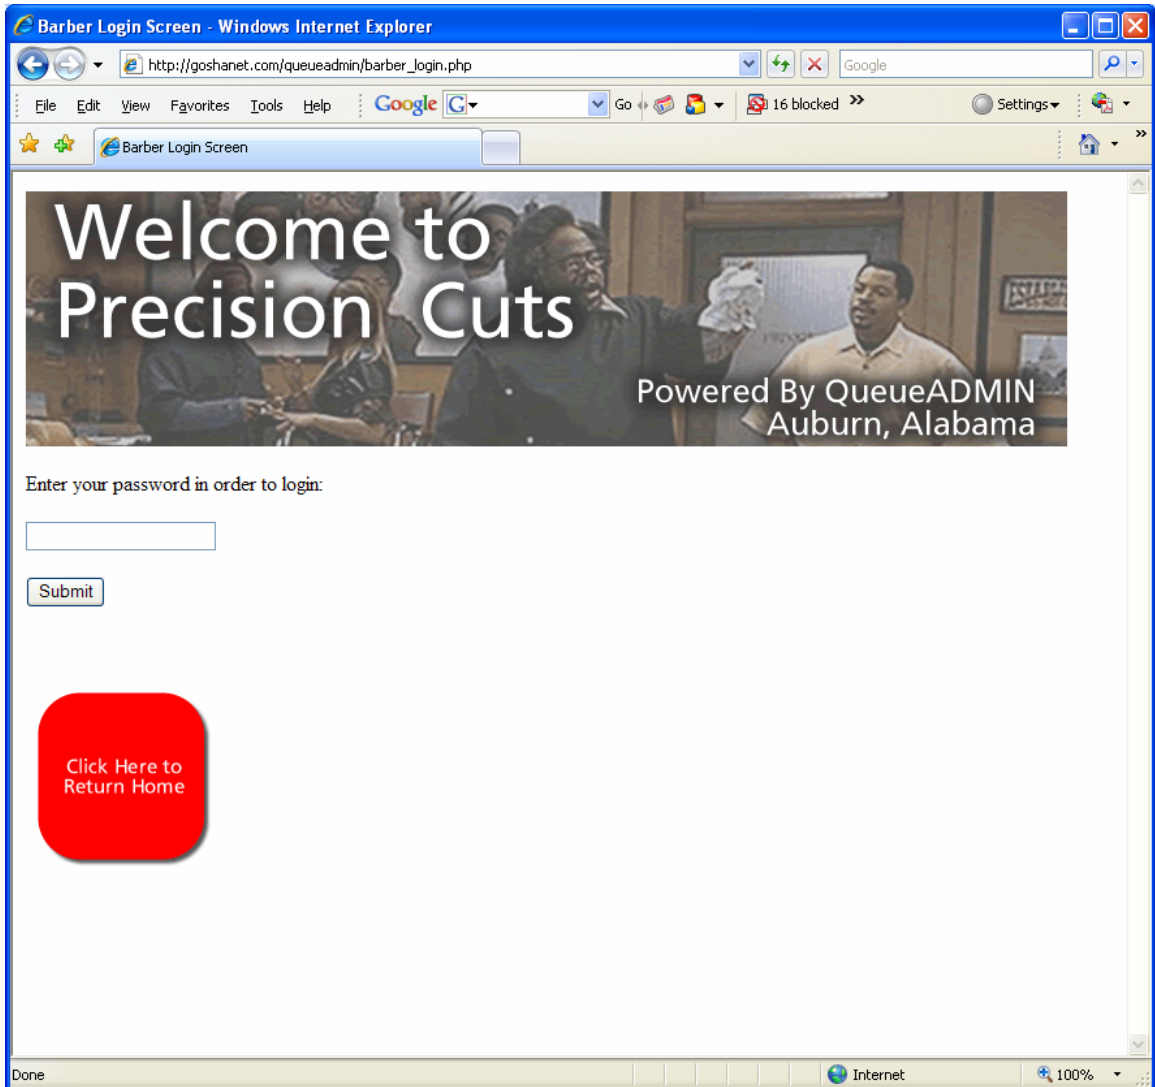 Barber Login Screen - Windows Internet Explorer
http://goshanet.com/queueadmin/barber_login.php
Google
File Edit View Favorites Tools Help Google G Go 16 blocked » Settings
Barber Login Screen »
Welcome to
Precision Cuts
Powered By QueueADMIN
Auburn, Alabama
Enter your password in order to login:
Submit
Click Here to
Return Home
Done Internet 100%